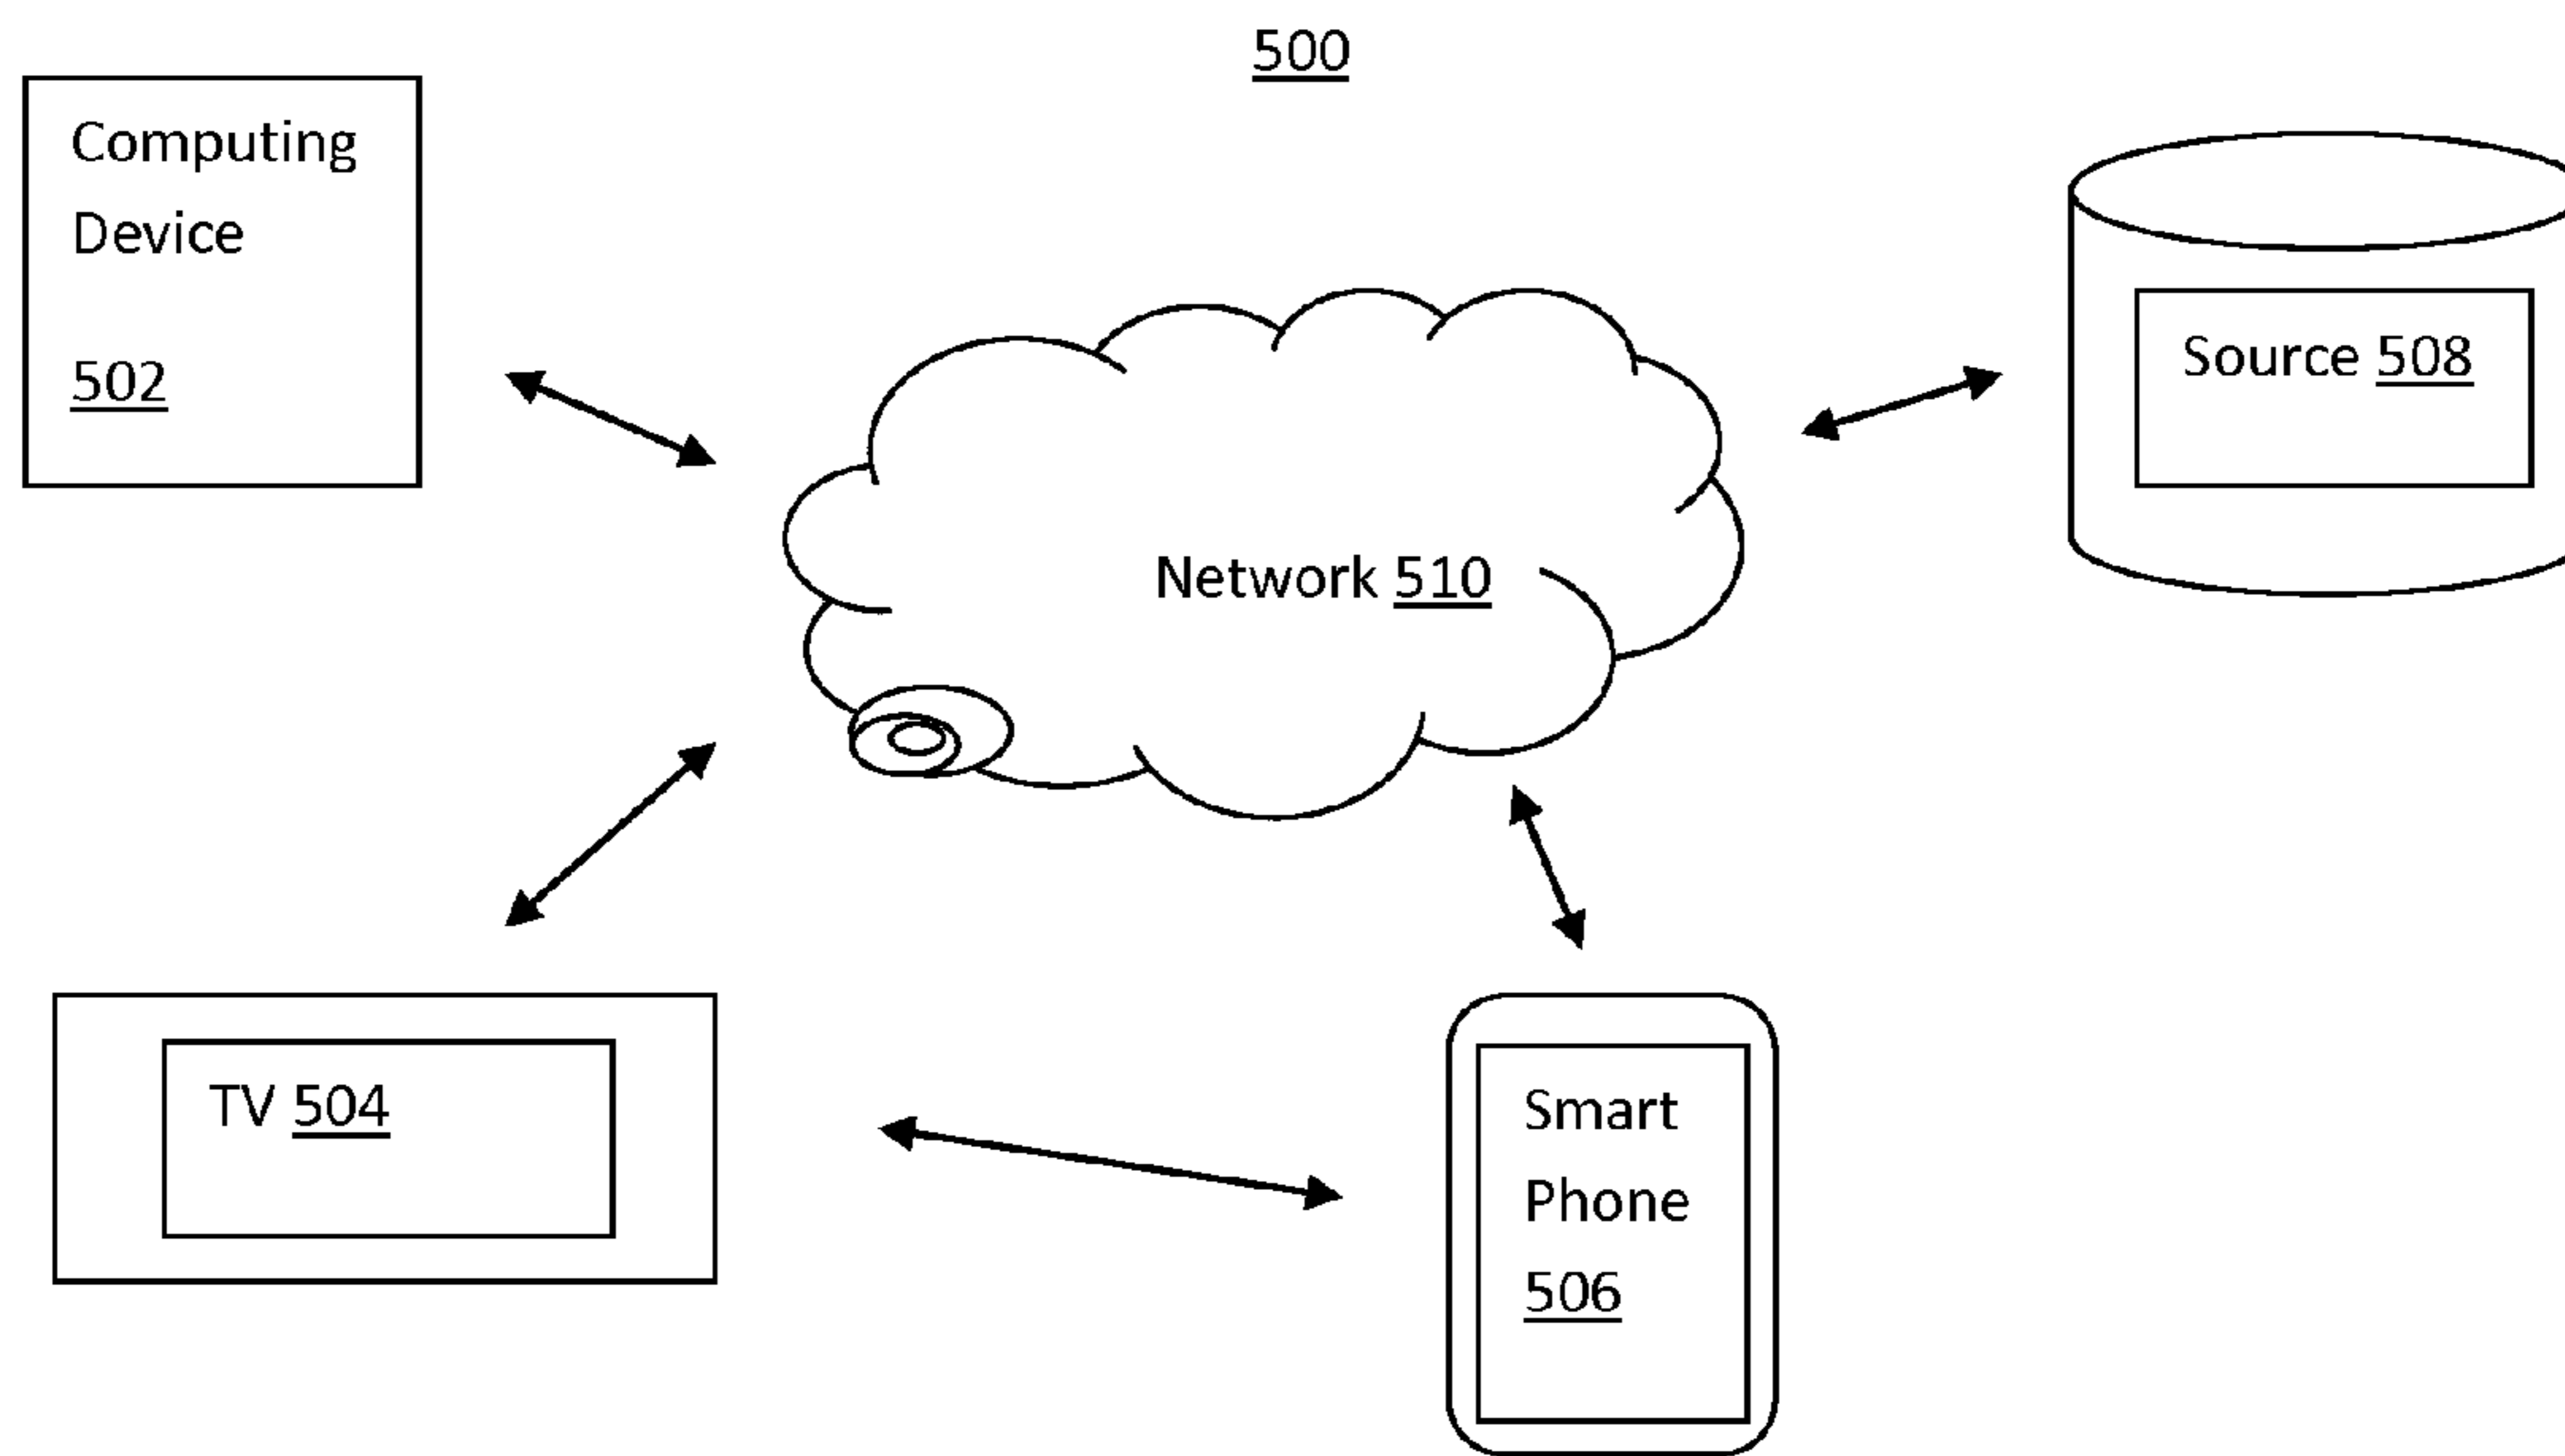 500
Computing
Device
502
Source 508
Network 510
TV 504
Smart
Phone
506